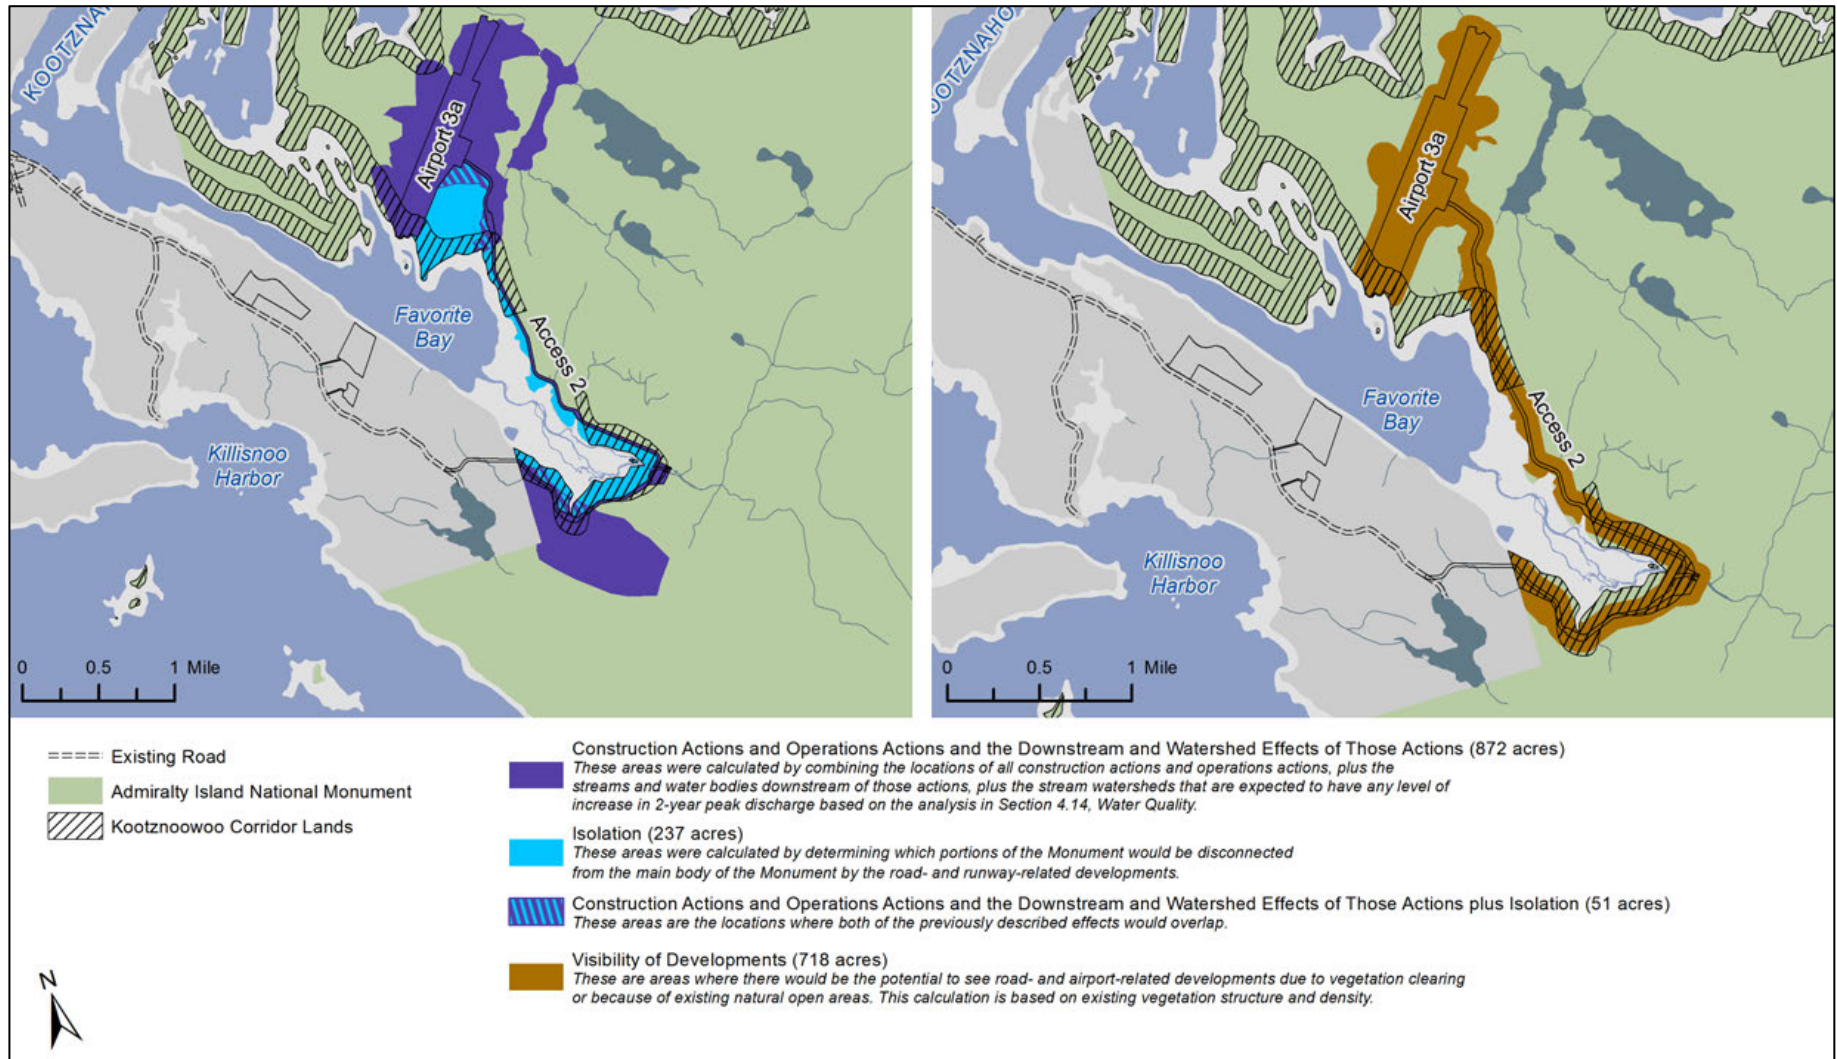 KOOTZNAH
Airport 3a
Favorite
Bay
Access 2
Killisnoo
Harbor
0 0.5 1 Mile
OOTZNAHO
Airport 3a
Favorite
Bay
Access 2
Killisnoo
Harbor
0 0.5 1 Mile
Existing Road
Admiralty Island National Monument
Kootznoowoo Corridor Lands
N
Construction Actions and Operations Actions and the Downstream and Watershed Effects of Those Actions (872 acres)
These areas were calculated by combining the locations of all construction actions and operations actions, plus the
streams and water bodies downstream of those actions, plus the stream watersheds that are expected to have any level of
increase in 2-year peak discharge based on the analysis in Section 4.14, Water Quality.
Isolation (237 acres)
These areas were calculated by determining which portions of the Monument would be disconnected
from the main body of the Monument by the road- and runway-related developments.
Construction Actions and Operations Actions and the Downstream and Watershed Effects of Those Actions plus Isolation (51 acres)
These areas are the locations where both of the previously described effects would overlap.
Visibility of Developments (718 acres)
These are areas where there would be the potential to see road- and airport-related developments due to vegetation clearing
or because of existing natural open areas. This calculation is based on existing vegetation structure and density.